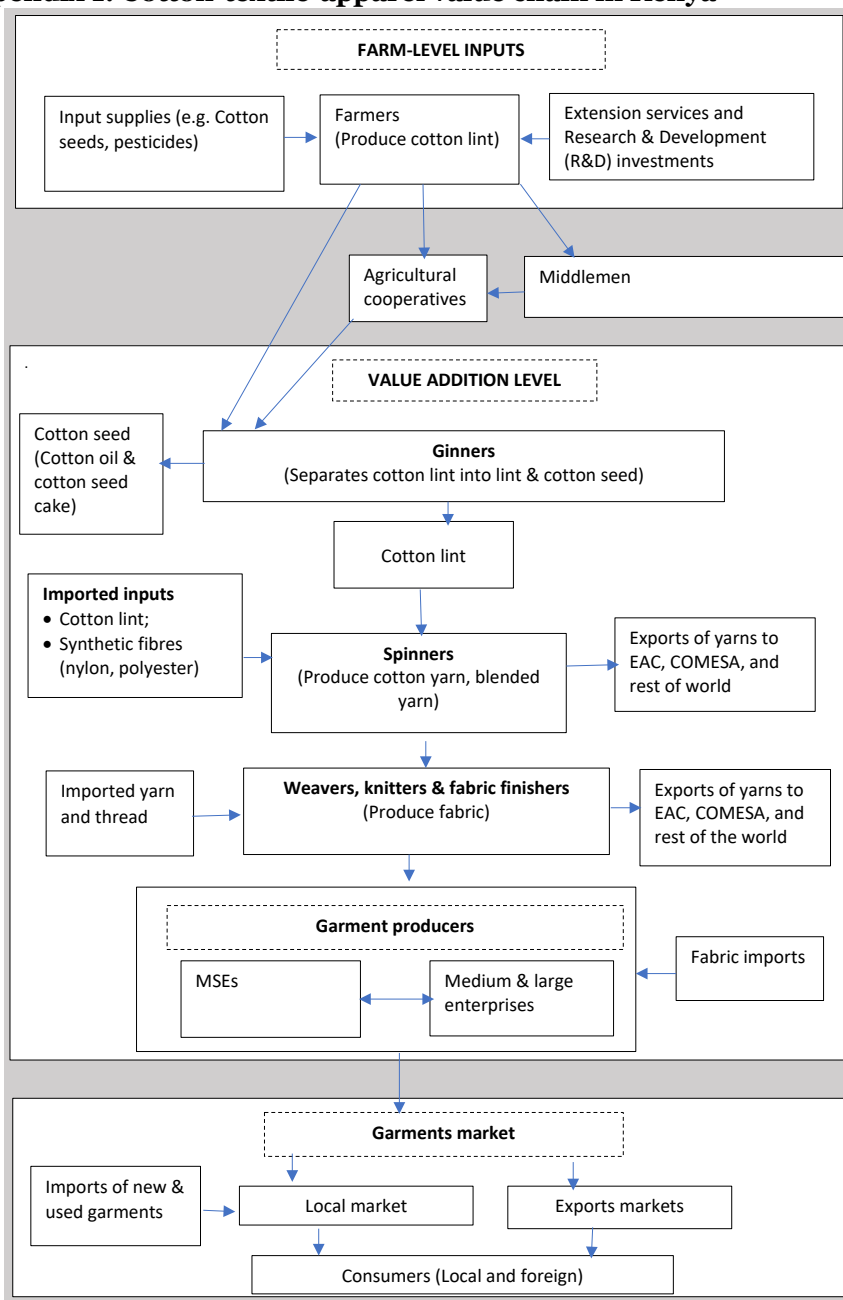 FARM-LEVEL INPUTS
Input supplies (e.g. Cotton
seeds, pesticides)
Farmers
(Produce cotton lint)
Extension services and
Research & Development
(R&D) investments
Agricultural
cooperatives
Middlemen
.
VALUE ADDITION LEVEL
Cotton seed
(Cotton oil &
cotton seed
cake)
Ginners
(Separates cotton lint into lint & cotton seed)
Cotton lint
Imported inputs
• Cotton lint;
• Synthetic fibres
(nylon, polyester)
Spinners
(Produce cotton yarn, blended
yarn)
Exports of yarns to
EAC, COMESA, and
rest of world
Imported yarn
and thread
Weavers, knitters & fabric finishers
(Produce fabric)
Exports of yarns to
EAC, COMESA, and
rest of the world
Garment producers
MSEs
Medium & large
enterprises
Fabric imports
Garments market
Imports of new &
used garments
Local market
Exports markets
Consumers (Local and foreign)